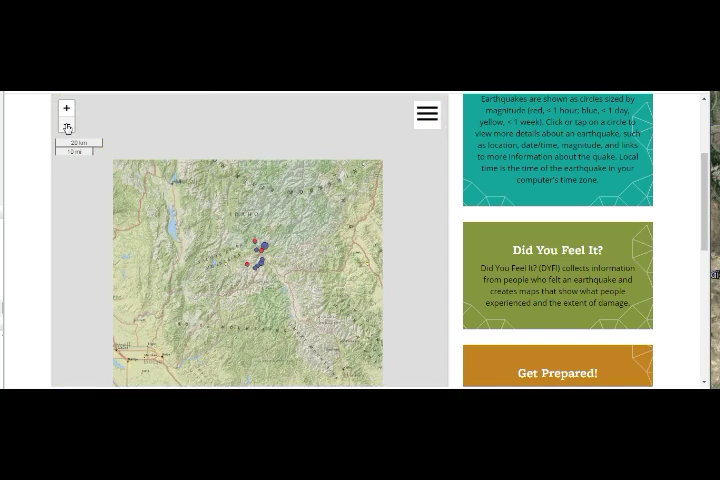 +
20 km
10 mi
IDAHO
Earthquakes are shown as circles sized by
magnitude (red, < 1 hour; blue, < 1 day,
yellow, < 1 week). Click or tap on a circle to
view more details about an earthquake, such
as location, date/time, magnitude, and links
to more information about the quake. Local
time is the time of the earthquake in your
computer's time zone.
Did You Feel It?
Did You Feel It? (DYFI) collects information
from people who felt an earthquake and
creates maps that show what people
experienced and the extent of damage.
Get Prepared!